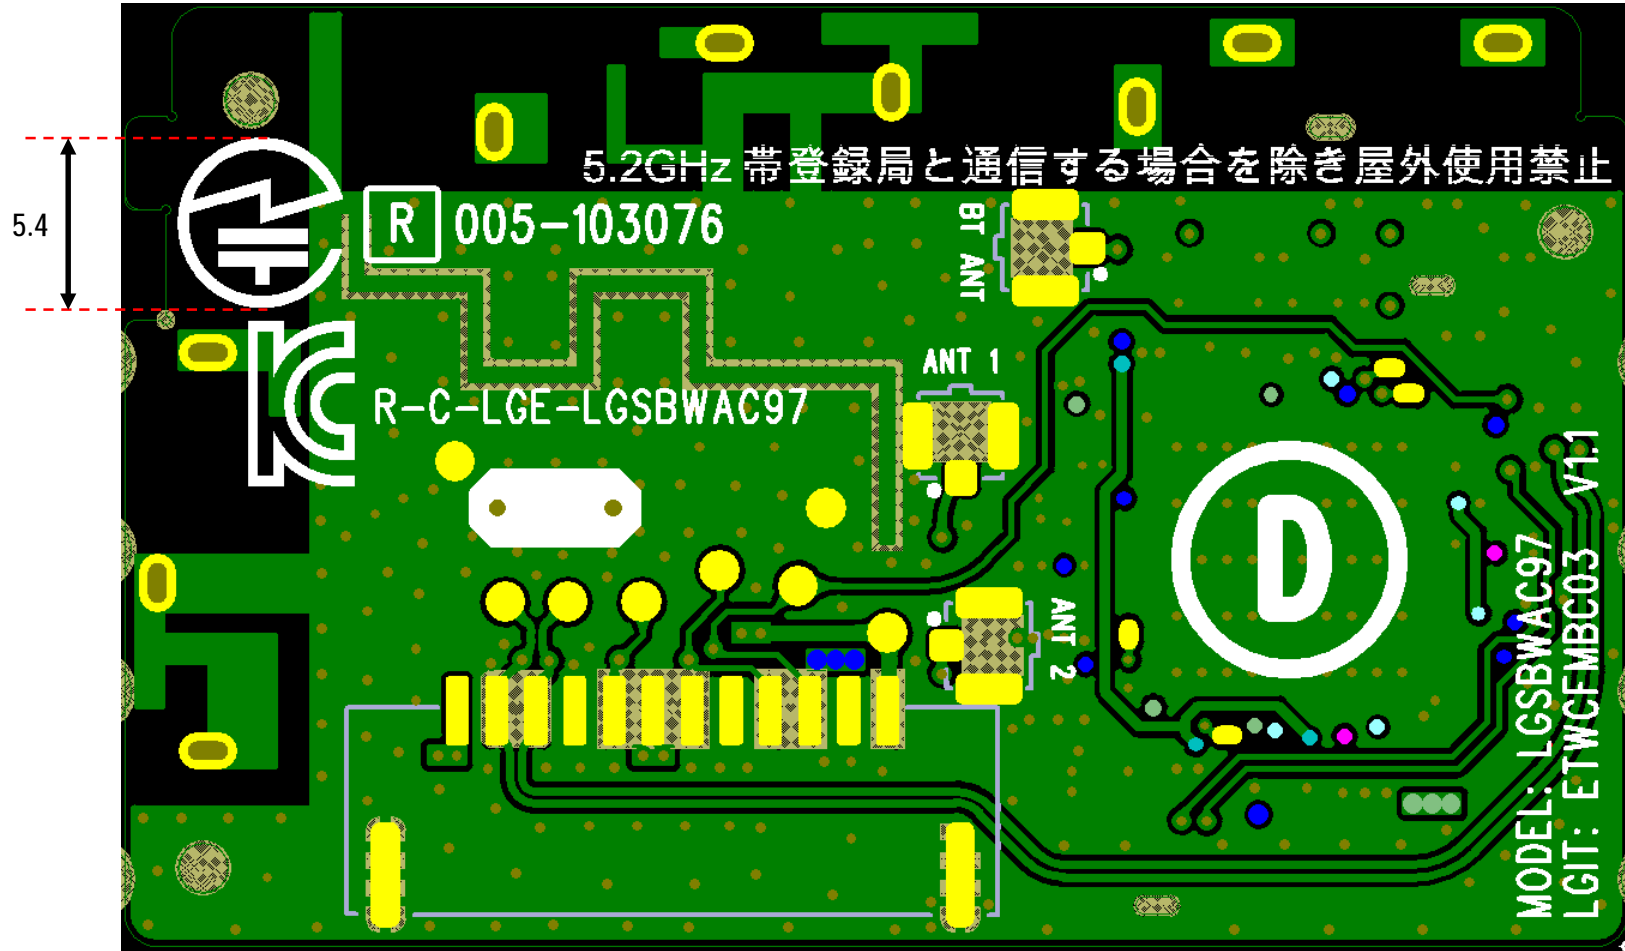 5.2GHz 帯登録局と通信する場合を除き屋外使用禁止
5.4
R 005-103076
BT ANT
ANT 1
R-C-LGE-LGSBWAC97
D
ANT 2
MODEL: LGSBWAC97
LGIT: ETWCFMBC03 V1.1